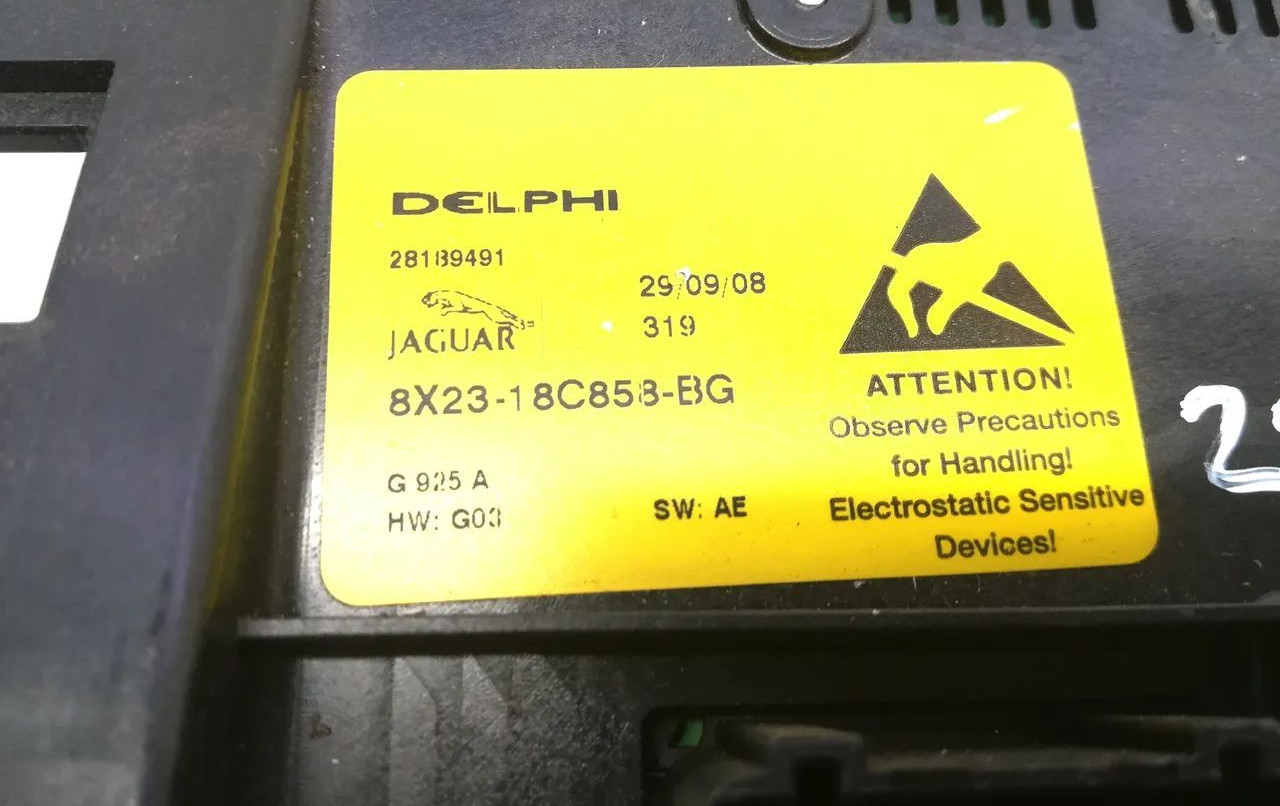 DELPHI
28189491
29/09/08
JAGUAR
319
8X23-18C858-BG
G 925 A
HW: G03
SW: AE
ATTENTION!
Observe Precautions
for Handling!
Electrostatic Sensitive
Devices!